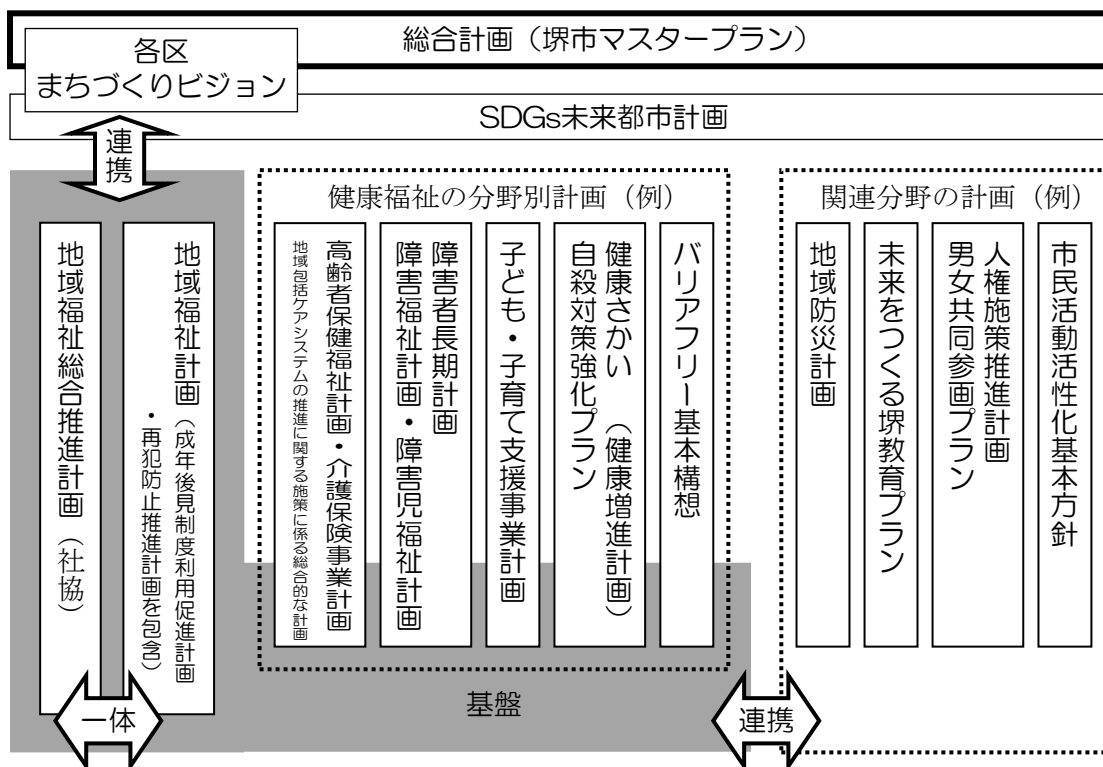 総合計画（堺市マスタープラン）
各区
まちづくりビジョン
SDGs未来都市計画
連携
地域福祉総合推進計画（社協）
地域福祉計画（成年後見制度利用促進計画
・再犯防止推進計画を包含）
一体
健康福祉の分野別計画（例）
高齢者保健福祉計画・介護保険事業計画
地域包括ケアシステムの推進に関する施策に係る総合的な計画
障害者長期計画
障害福祉計画・障害児福祉計画
子ども・子育て支援事業計画
健康さかい （健康増進計画）
自殺対策強化プラン
バリアフリー基本構想
基盤
連携
関連分野の計画（例）
地域防災計画
未来をつくる堺教育プラン
人権施策推進計画
男女共同参画プラン
市民活動活性化基本方針